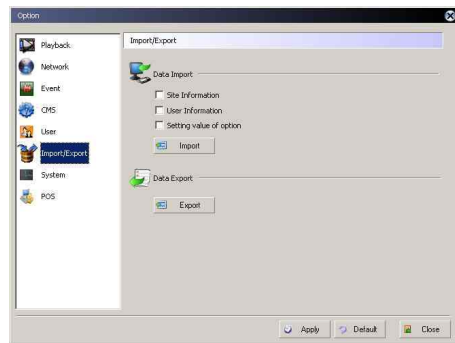 Option
Playback
Network
Event
CMS
User
Import/Export
System
POS
Import/Export
Data Import
Site Information
User Information
Setting value of option
Import
Data Export
Export
Apply
Default
Close